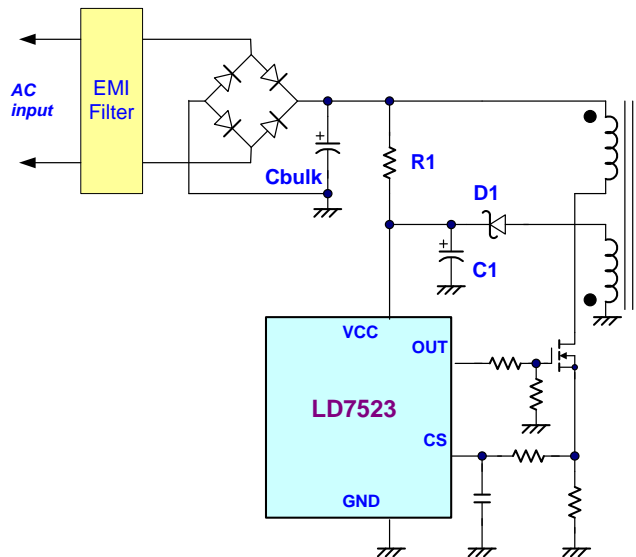 AC
input
EMI
Filter
+
Cbulk
R1
D1
+
C1
VCC
OUT
LD7523
CS
GND